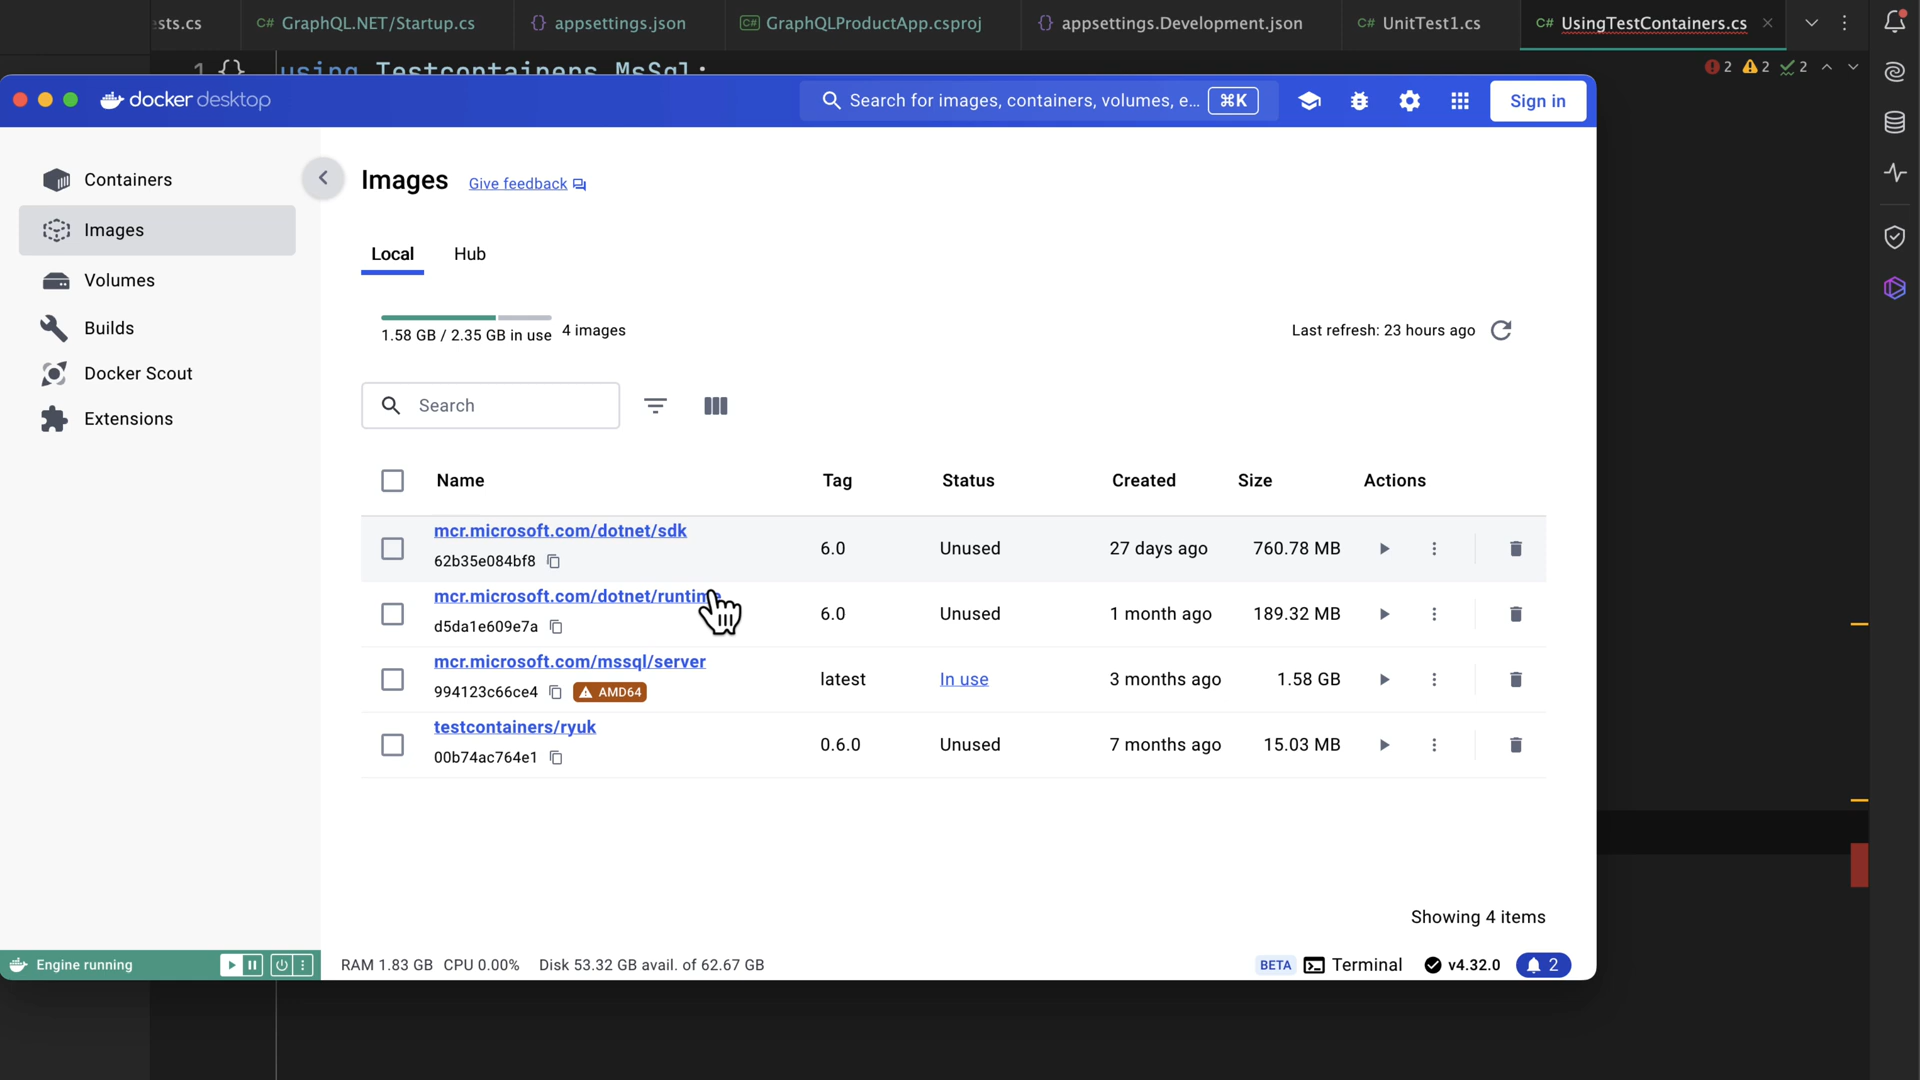 ests.cs
C# GraphQL.NET/Startup.cs
{} appsettings.json
C# GraphQLProductApp.csproj
{} appsettings.Development.json
C# UnitTest1.cs
C# UsingTestContainers.cs
1 {} using Testcontainers.MsSql;
2 2 2
docker desktop
Search for images, containers, volumes, e... ⌘K
Sign in
Containers
Images
Volumes
Builds
Docker Scout
Extensions
Images Give feedback
Local Hub
1.58 GB / 2.35 GB in use 4 images
Last refresh: 23 hours ago
Search
Name Tag Status Created Size Actions
mcr.microsoft.com/dotnet/sdk
62b35e084bf8
6.0 Unused 27 days ago 760.78 MB
mcr.microsoft.com/dotnet/runtime
d5da1e609e7a
6.0 Unused 1 month ago 189.32 MB
mcr.microsoft.com/mssql/server
994123c66ce4 AMD64
latest In use 3 months ago 1.58 GB
testcontainers/ryuk
00b74ac764e1
0.6.0 Unused 7 months ago 15.03 MB
Showing 4 items
Engine running
RAM 1.83 GB CPU 0.00% Disk 53.32 GB avail. of 62.67 GB
BETA Terminal v4.32.0 2